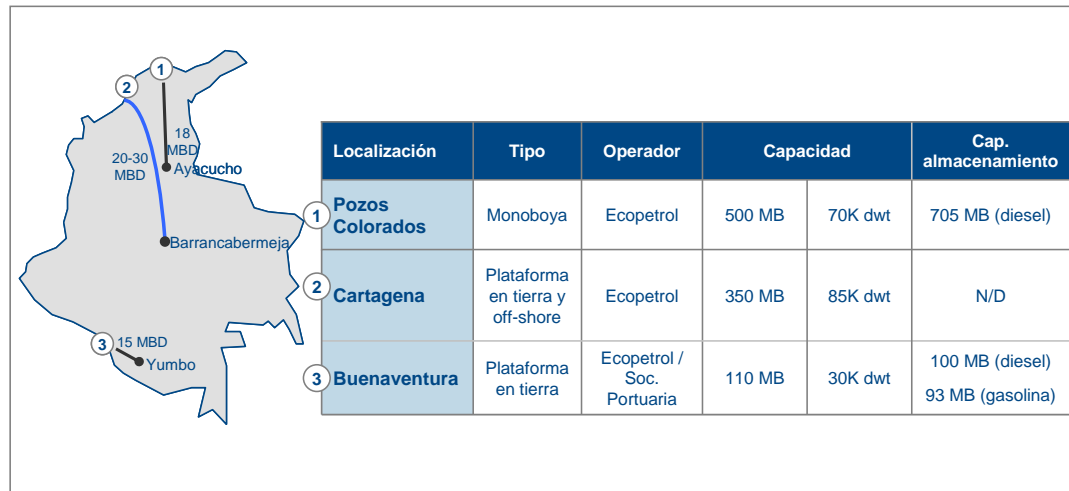 1
2
18
MBD
20-30
MBD
Ayacucho
Barrancabermeja
3
15 MBD
Yumbo
Localización
Tipo
Operador
Capacidad
Cap.
almacenamiento
1
Pozos
Colorados
Monoboya
Ecopetrol
500 MB
70K dwt
705 MB (diesel)
2
Cartagena
Plataforma
en tierra y
off-shore
Ecopetrol
350 MB
85K dwt
N/D
3
Buenaventura
Plataforma
en tierra
Ecopetrol /
Soc.
Portuaria
110 MB
30K dwt
100 MB (diesel)
93 MB (gasolina)